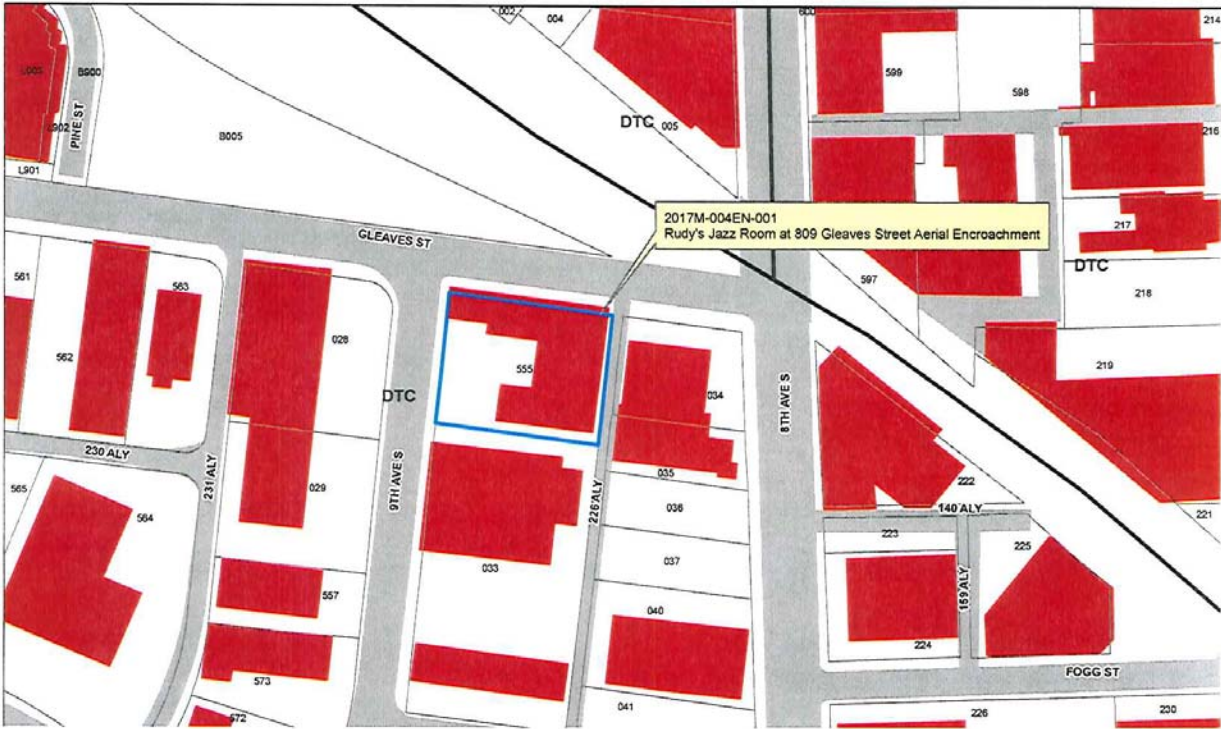 002
004
600
214
L003
B900
599
598
PINE ST
L902
B005
DTC
005
216
L901
2017M-004EN-001
Rudy's Jazz Room at 809 Gleaves Street Aerial Encroachment
217
GLEAVES ST
DTC
561
563
597
218
562
028
555
219
DTC
034
8TH AVE S
230 ALY
231 ALY
9TH AVE S
226 ALY
035
565
564
029
036
222
221
140 ALY
223
225
033
037
557
159 ALY
040
224
573
FOGG ST
572
041
226
230